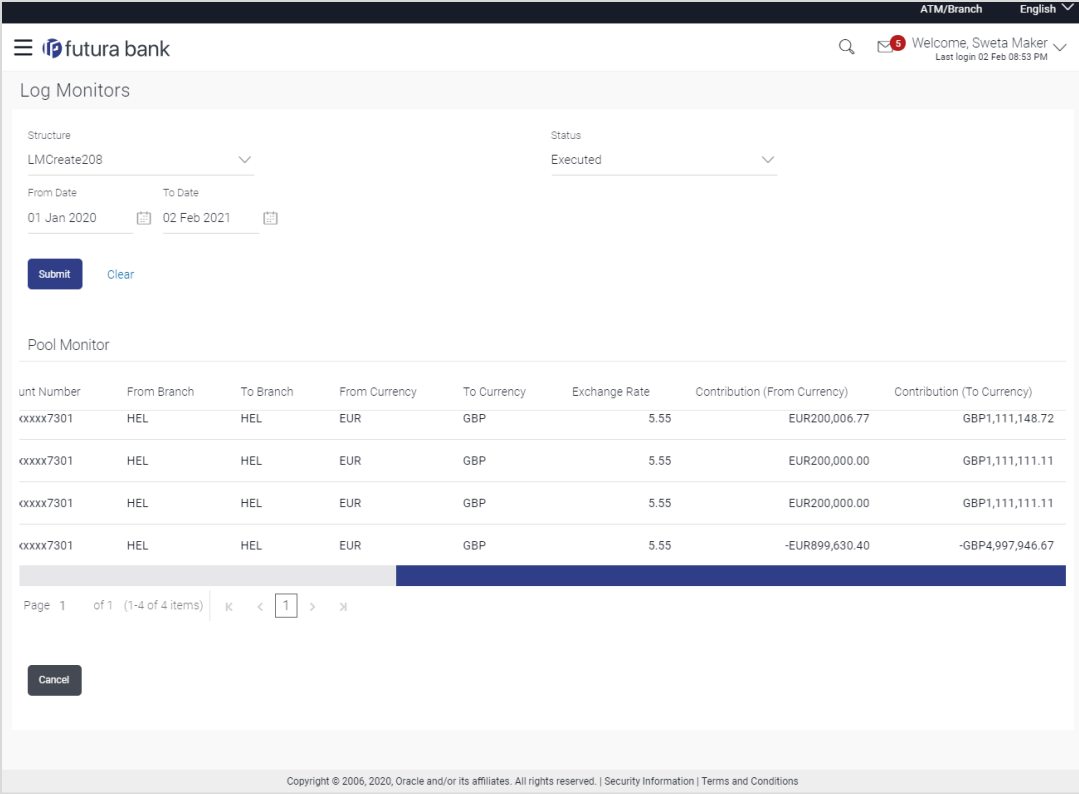 ATM/Branch English
futura bank 5 Welcome, Sweta Maker
Last login 02 Feb 08:53 PM
Log Monitors
Structure Status
LMCreate208 Executed
From Date To Date
01 Jan 2020 02 Feb 2021
Submit Clear
Pool Monitor
unt Number From Branch To Branch From Currency To Currency Exchange Rate Contribution (From Currency) Contribution (To Currency)
xxxxx7301 HEL HEL EUR GBP 5.55 EUR200,006.77 GBP1,111,148.72
xxxxx7301 HEL HEL EUR GBP 5.55 EUR200,000.00 GBP1,111,111.11
xxxxx7301 HEL HEL EUR GBP 5.55 EUR200,000.00 GBP1,111,111.11
xxxxx7301 HEL HEL EUR GBP 5.55 -EUR899,630.40 -GBP4,997,946.67
Page 1 of 1 (1-4 of 4 items) 1
Cancel
Copyright © 2006, 2020, Oracle and/or its affiliates. All rights reserved. | Security Information | Terms and Conditions